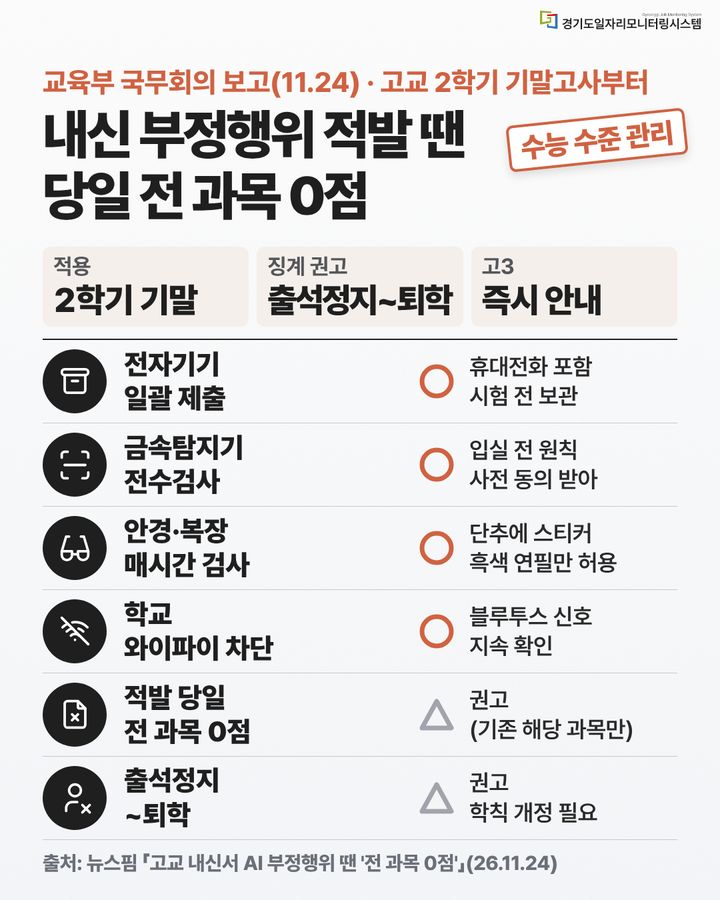 경기도일자리모니터링시스템
교육부 국무회의 보고(11.24) · 고교 2학기 기말고사부터
내신 부정행위 적발 땐
당일 전 과목 0점
수능 수준 관리
적용
2학기 기말
징계 권고
출석정지~퇴학
고3
즉시 안내
전자기기
일괄 제출
휴대전화 포함
시험 전 보관
금속탐지기
전수검사
입실 전 원칙
사전 동의 받아
안경·복장
매시간 검사
단추에 스티커
흑색 연필만 허용
학교
와이파이 차단
블루투스 신호
지속 확인
적발 당일
전 과목 0점
권고
(기존 해당 과목만)
출석정지
~퇴학
권고
학칙 개정 필요
출처: 뉴스핌 「고교 내신서 AI 부정행위 땐 '전 과목 0점'」(26.11.24)